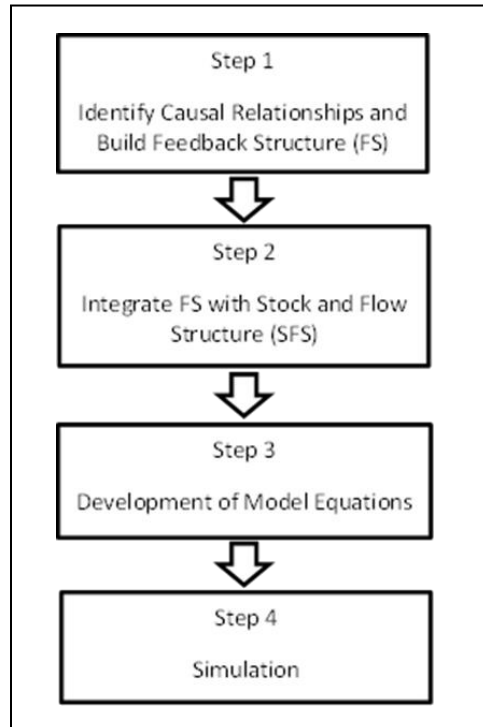 Step 1
Identify Causal Relationships and
Build Feedback Structure (FS)
Step 2
Integrate FS with Stock and Flow
Structure (SFS)
Step 3
Development of Model Equations
Step 4
Simulation